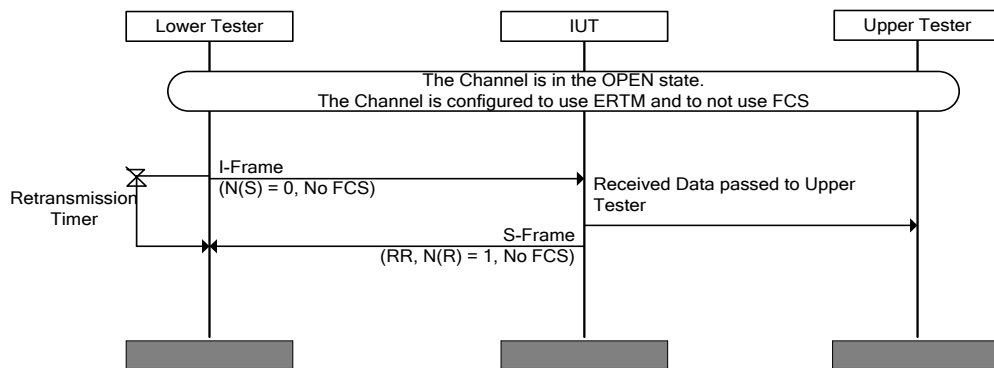 Lower Tester
IUT
Upper Tester
The Channel is in the OPEN state.
The Channel is configured to use ERTM and to not use FCS
I-Frame
(N(S) = 0, No FCS)
Retransmission
Timer
Received Data passed to Upper
Tester
S-Frame
(RR, N(R) = 1, No FCS)